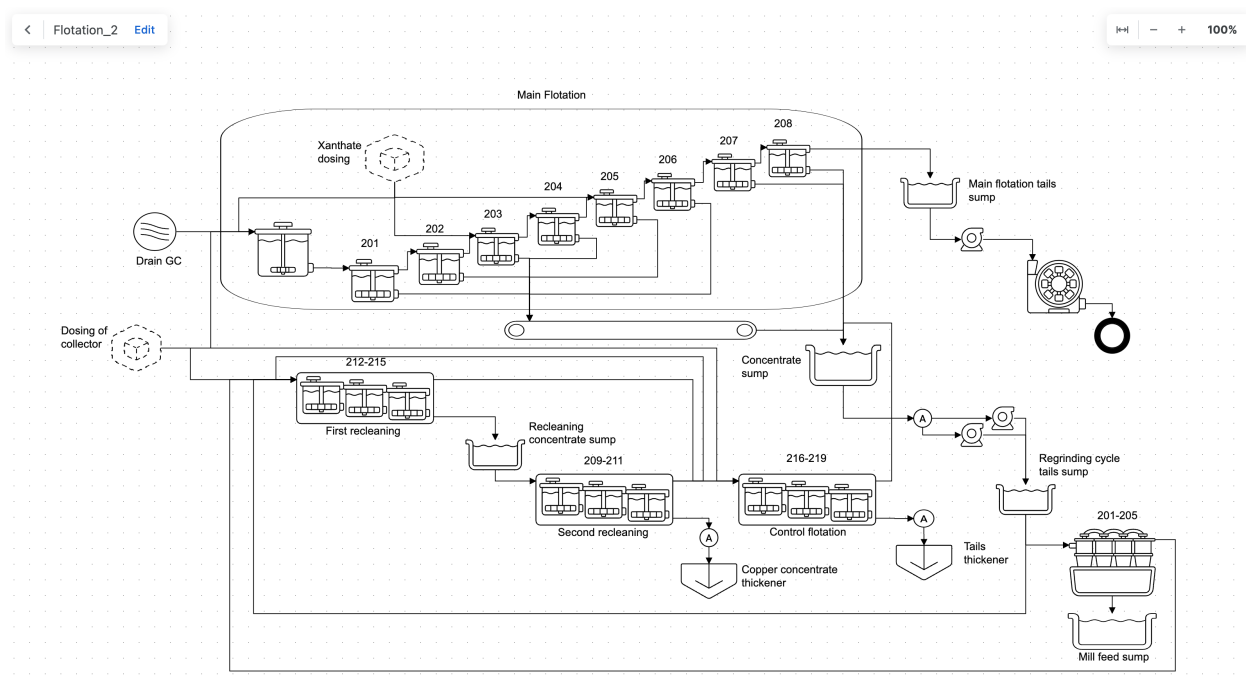 Flotation_2
Edit
100%
Main Flotation
Xanthate
dosing
208
207
206
205
204
203
202
201
Drain GC
Main flotation tails
sump
Dosing of
collector
212-215
First recleaning
Concentrate
sump
A
Recleaning
concentrate sump
209-211
Second recleaning
216-219
Control flotation
Regrinding cycle
tails sump
201-205
A
A
Copper concentrate
thickener
Tails
thickener
Mill feed sump